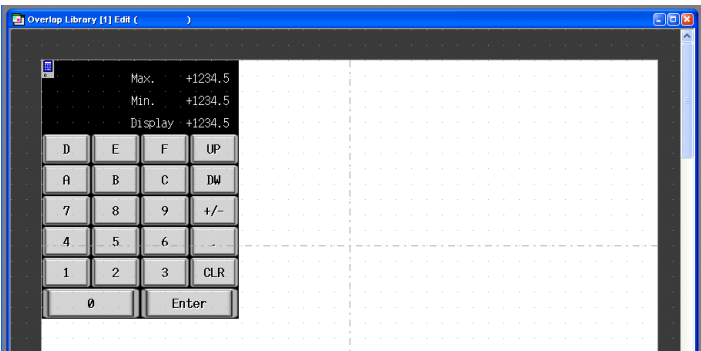 Overlap Library [1] Edit ( )
Max. +1234.5
Min. +1234.5
Display +1234.5
D E F UP
A B C DW
7 8 9 +/-
4 5 6 .
1 2 3 CLR
0 Enter